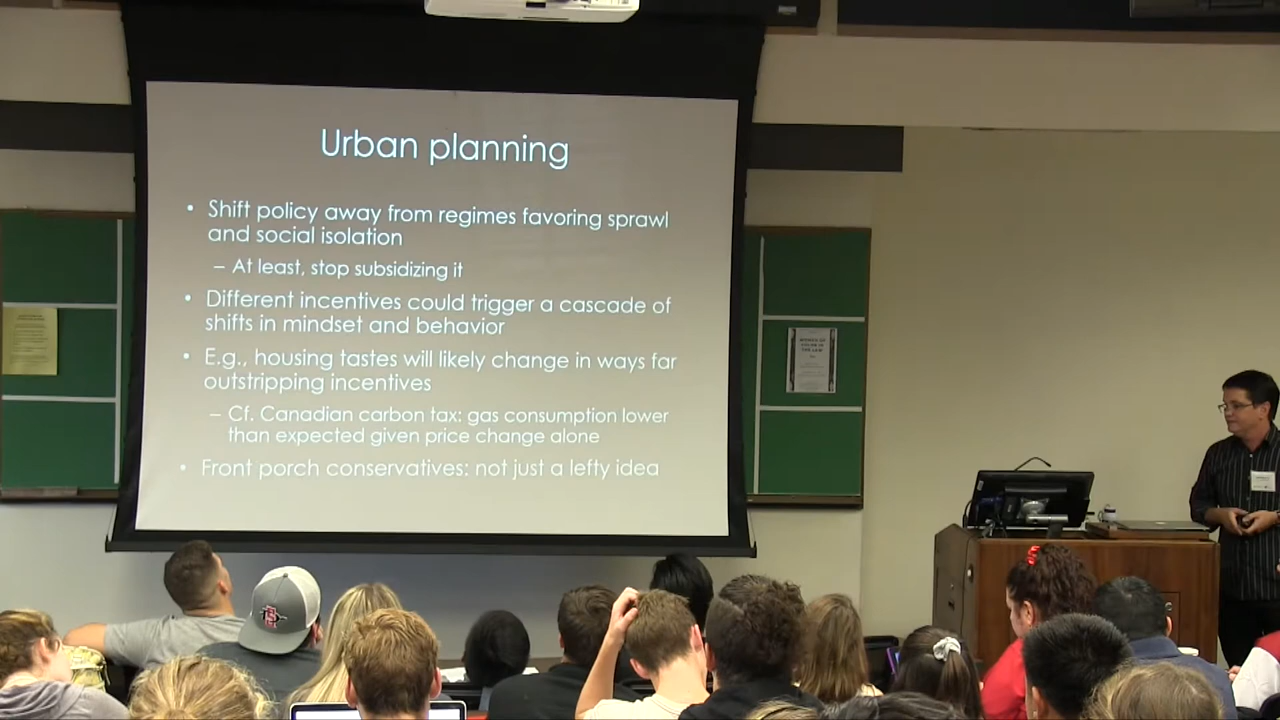 Urban planning
• Shift policy away from regimes favoring sprawl
and social isolation
– At least, stop subsidizing it
• Different incentives could trigger a cascade of
shifts in mindset and behavior
• E.g., housing tastes will likely change in ways far
outstripping incentives
– Cf. Canadian carbon tax: gas consumption lower
than expected given price change alone
• Front porch conservatives: not just a lefty idea